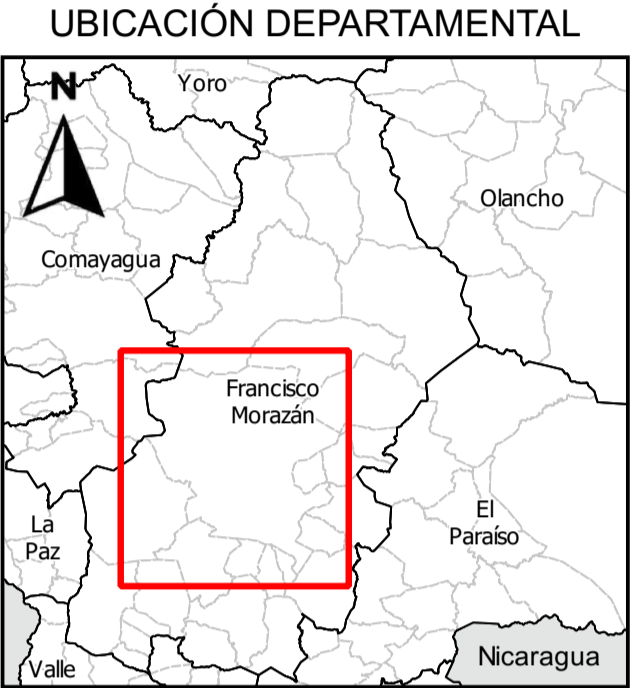 UBICACIÓN DEPARTAMENTAL
N
Yoro
Olancho
Comayagua
Francisco
Morazán
El
Paraíso
La
Paz
Nicaragua
Valle